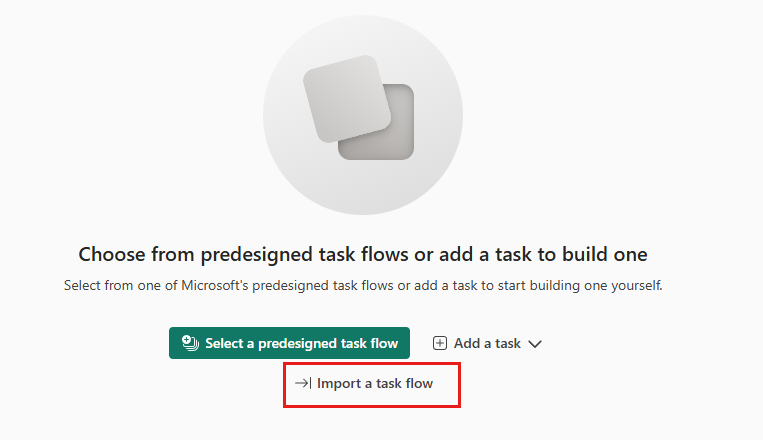 Choose from predesigned task flows or add a task to build one
Select from one of Microsoft's predesigned task flows or add a task to start building one yourself.
Select a predesigned task flow
Add a task
Import a task flow